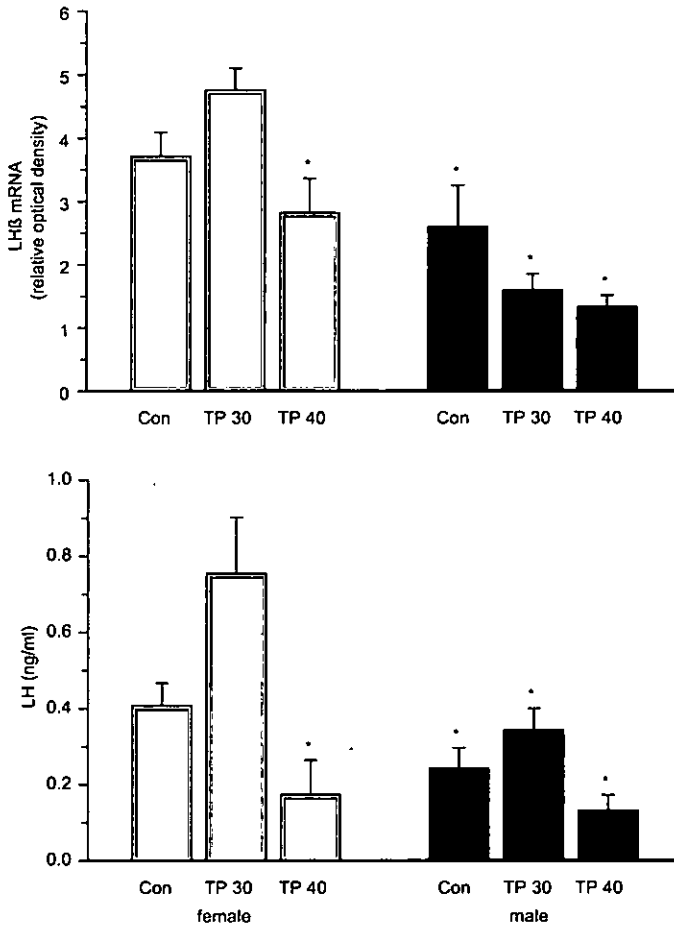 6
5
4
3
2
1
0
LHß mRNA
(relative optical density)
*
*
*
*
Con
TP 30
TP 40
Con
TP 30
TP 40
1.0
0.8
0.6
0.4
0.2
0.0
LH (ng/ml)
*
*
*
*
Con
TP 30
TP 40
Con
TP 30
TP 40
female
male